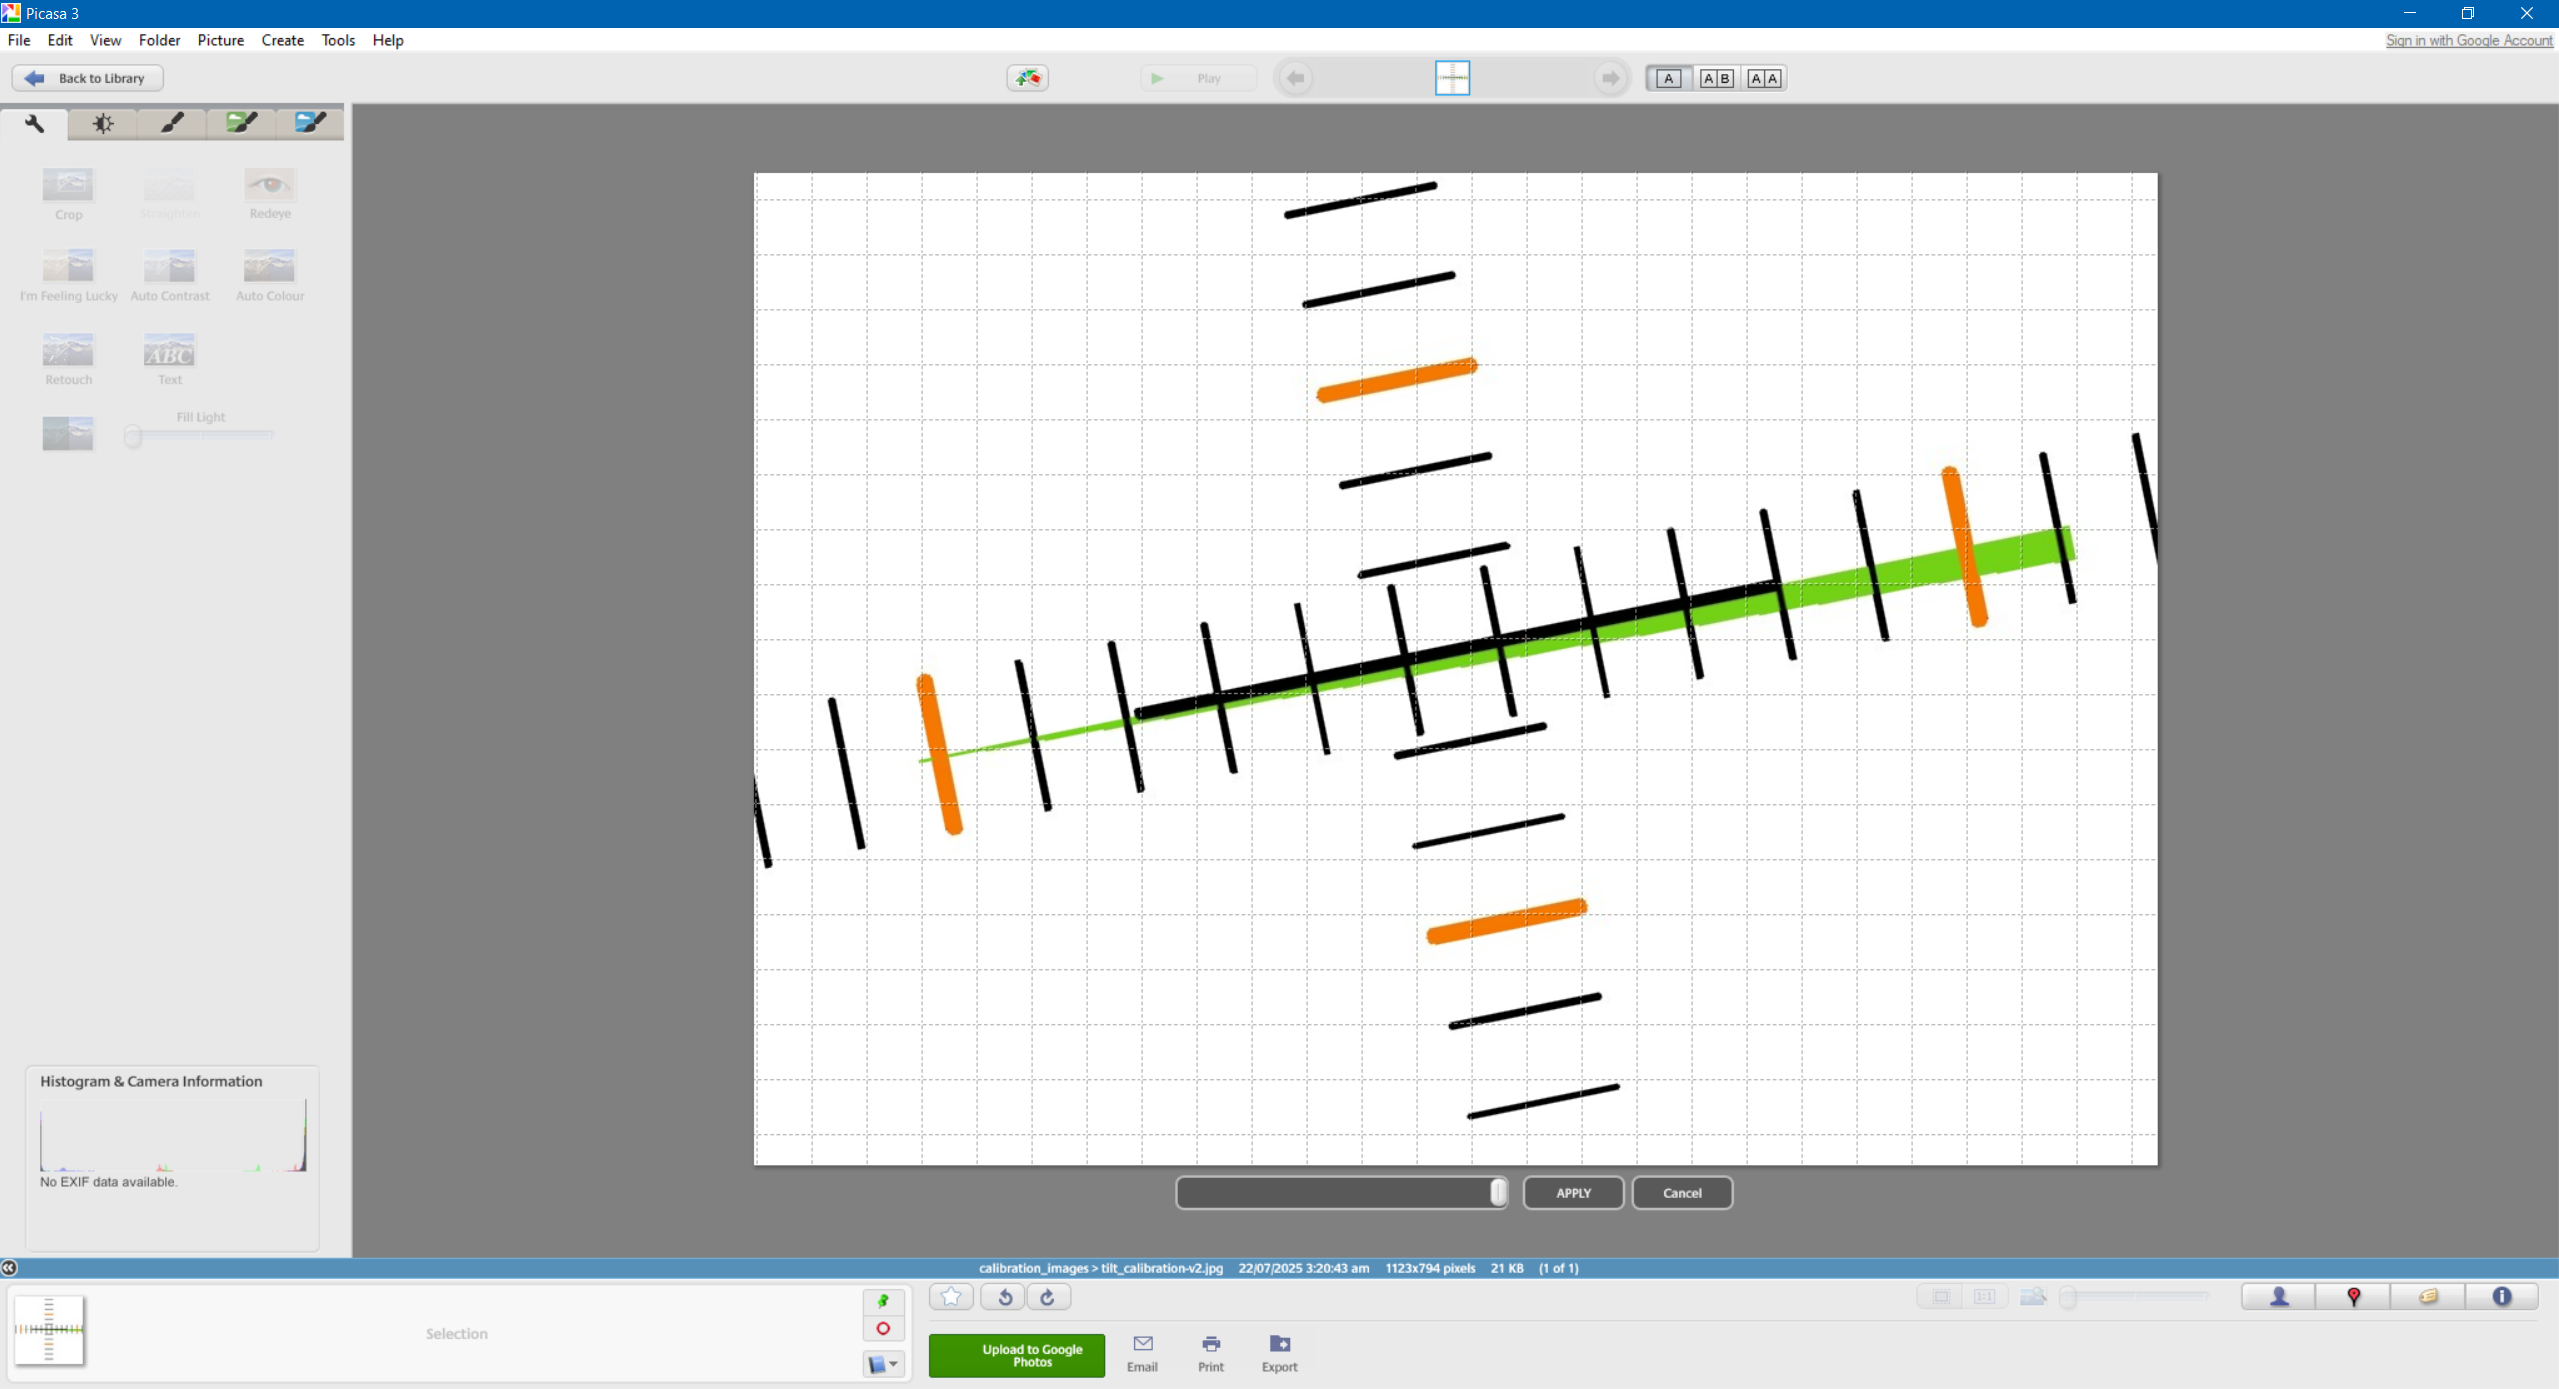 Picasa 3
File Edit View Folder Picture Create Tools Help
Sign in with Google Account
Back to Library
Play
A
A B
A A
Crop
Straighten
Redeye
I'm Feeling Lucky
Auto Contrast
Auto Colour
ABC
Retouch
Text
Fill Light
Histogram & Camera Information
No EXIF data available.
APPLY
Cancel
calibration_images > tilt_calibration-v2.jpg 22/07/2025 3:20:43 am 1123x794 pixels 21 KB (1 of 1)
1:1
Selection
Upload to Google
Photos
Email
Print
Export